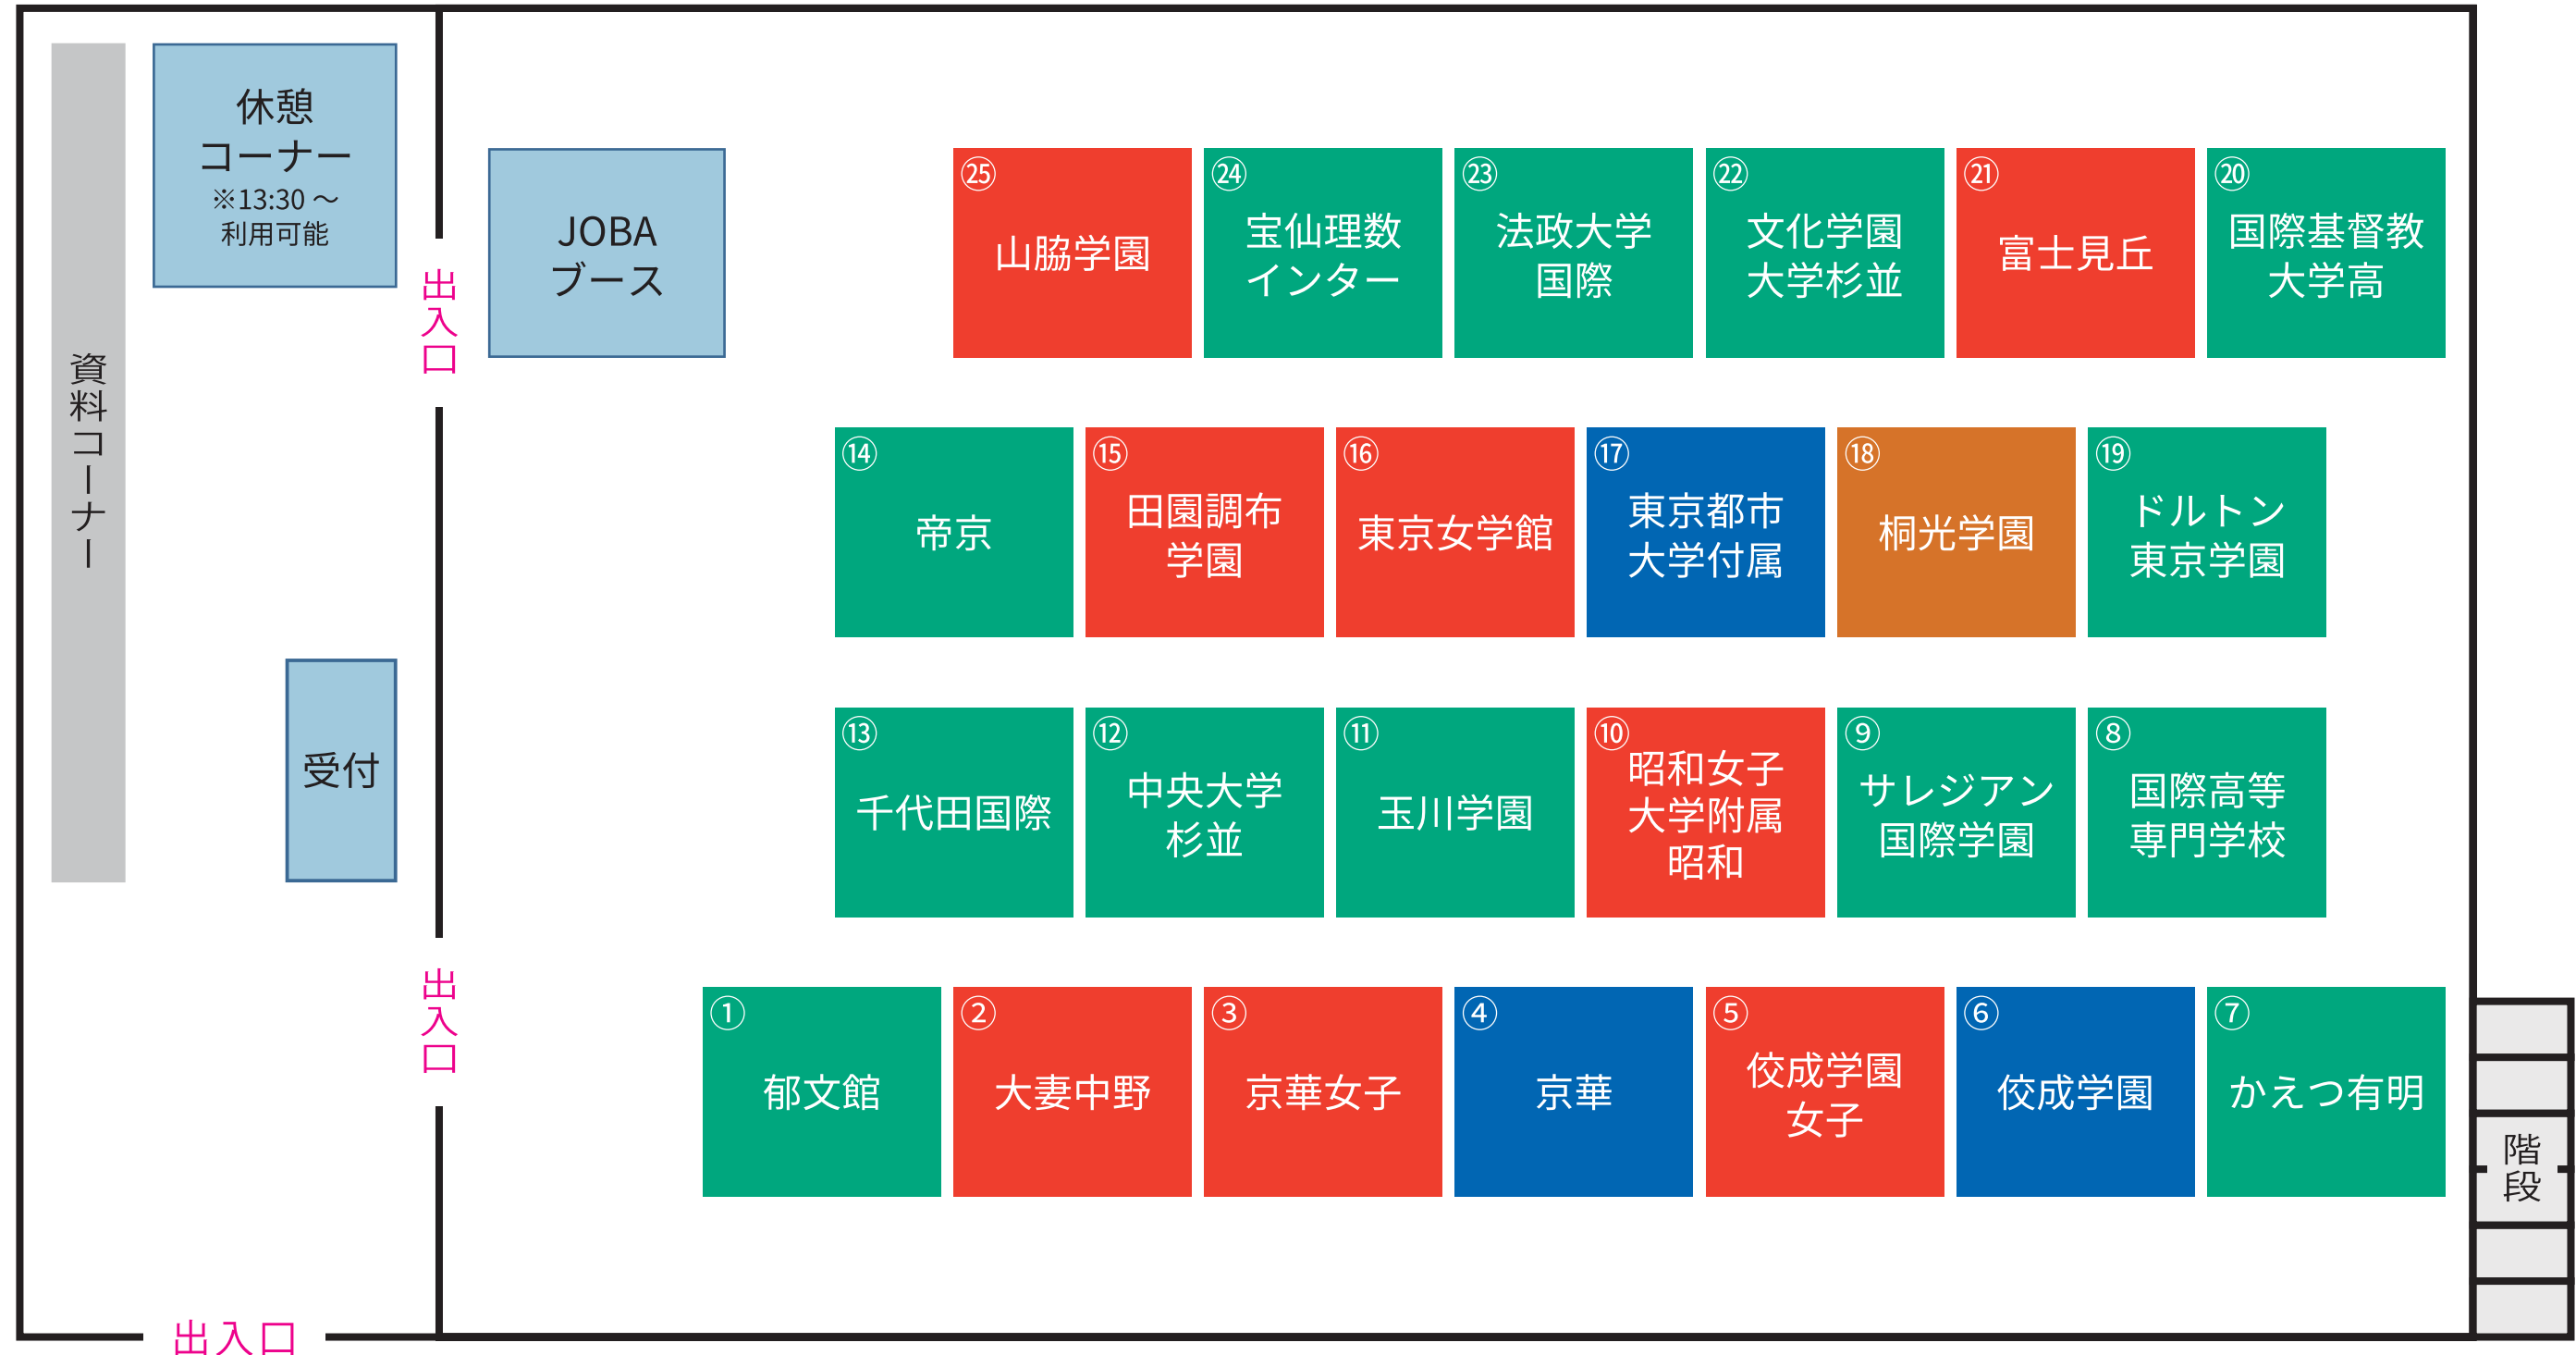 休憩
コーナー
※13:30 ～
利用可能
資料コーナー
受付
出入口
出入口
出入口
JOBA
ブース
㉕
山脇学園
㉔
宝仙理数
インター
㉓
法政大学
国際
㉒
文化学園
大学杉並
㉑
富士見丘
⑳
国際基督教
大学高
⑭
帝京
⑮
田園調布
学園
⑯
東京女学館
⑰
東京都市
大学付属
⑱
桐光学園
⑲
ドルトン
東京学園
⑬
千代田国際
⑫
中央大学
杉並
⑪
玉川学園
⑩
昭和女子
大学附属
昭和
⑨
サレジアン
国際学園
⑧
国際高等
専門学校
①
郁文館
②
大妻中野
③
京華女子
④
京華
⑤
佼成学園
女子
⑥
佼成学園
⑦
かえつ有明
階段